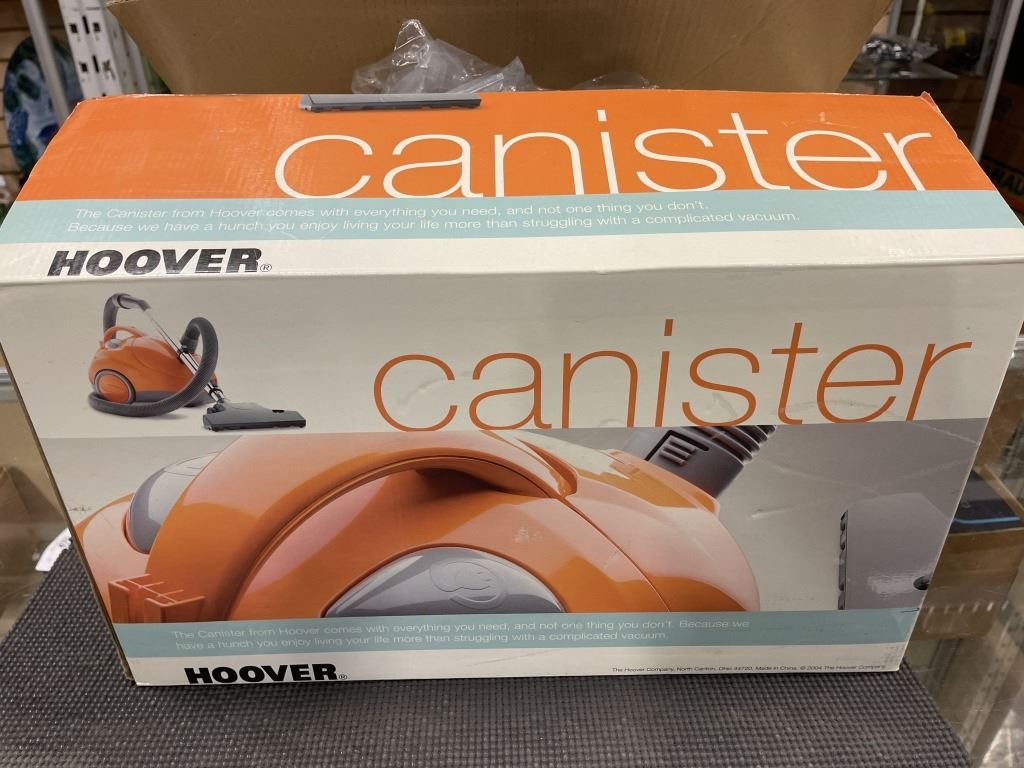 canister
The Canister from Hoover comes with everything you need, and not one thing you don't.
Because we have a hunch you enjoy living your life more than struggling with a complicated vacuum.
HOOVER®
canister
The Canister from Hoover comes with everything you need, and not one thing you don't. Because we
have a hunch you enjoy living your life more than struggling with a complicated vacuum.
HOOVER®
The Hoover Company, North Canton, Ohio 44720. Made in China. © 2004 The Hoover Company